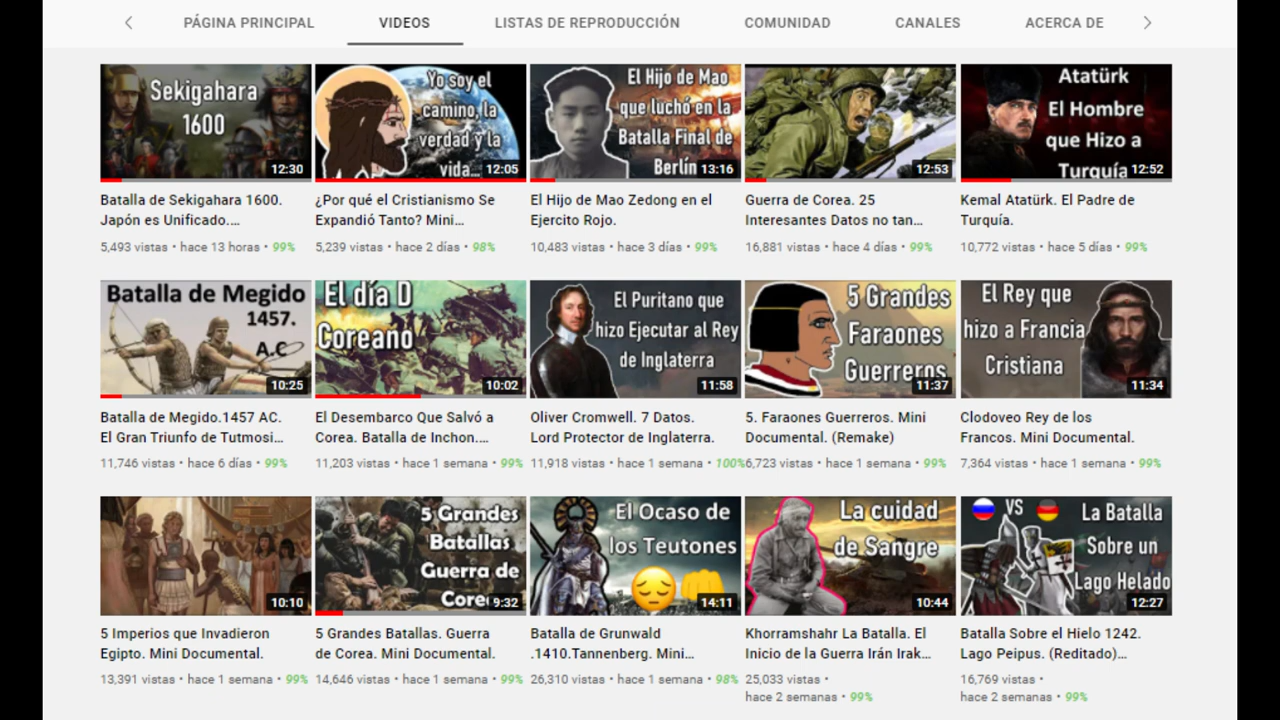 PÁGINA PRINCIPAL VIDEOS LISTAS DE REPRODUCCIÓN COMUNIDAD CANALES ACERCA DE
Sekigahara
1600
12:30
Batalla de Sekigahara 1600.
Japón es Unificado....
5,493 vistas • hace 13 horas • 99%
Yo soy el
camino, la
verdad y la
vida...
12:05
¿Por qué el Cristianismo Se
Expandió Tanto? Mini...
5,239 vistas • hace 2 días • 98%
El Hijo de Mao
que luchó en la
Batalla Final de
Berlín
13:16
El Hijo de Mao Zedong en el
Ejercito Rojo.
10,483 vistas • hace 3 días • 99%
12:53
Guerra de Corea. 25
Interesantes Datos no tan...
16,881 vistas • hace 4 días • 99%
Atatürk
El Hombre
que Hizo a
Turquía
12:52
Kemal Atatürk. El Padre de
Turquía.
10,772 vistas • hace 5 días • 99%
Batalla de Megido
1457.
A.C
10:25
Batalla de Megido.1457 AC.
El Gran Triunfo de Tutmosi...
11,746 vistas • hace 6 días • 99%
El día D
Coreano
10:02
El Desembarco Que Salvó a
Corea. Batalla de Inchon....
11,203 vistas • hace 1 semana • 99%
El Puritano que
hizo Ejecutar al Rey
de Inglaterra
11:58
Oliver Cromwell. 7 Datos.
Lord Protector de Inglaterra.
11,918 vistas • hace 1 semana • 100%
5 Grandes
Faraones
Guerreros
11:37
5. Faraones Guerreros. Mini
Documental. (Remake)
6,723 vistas • hace 1 semana • 99%
El Rey que
hizo a Francia
Cristiana
11:34
Clodoveo Rey de los
Francos. Mini Documental.
7,364 vistas • hace 1 semana • 99%
10:10
5 Imperios que Invadieron
Egipto. Mini Documental.
13,391 vistas • hace 1 semana • 99%
5 Grandes
Batallas
Guerra de
Corea
9:32
5 Grandes Batallas. Guerra
de Corea. Mini Documental.
14,646 vistas • hace 1 semana • 99%
El Ocaso de
los Teutones
14:11
Batalla de Grunwald
.1410.Tannenberg. Mini...
26,310 vistas • hace 1 semana • 98%
La cuidad
de Sangre
10:44
Khorramshahr La Batalla. El
Inicio de la Guerra Irán Irak...
25,033 vistas •
hace 2 semanas • 99%
VS
La Batalla
Sobre un
Lago Helado
12:27
Batalla Sobre el Hielo 1242.
Lago Peipus. (Reditado)...
16,769 vistas •
hace 2 semanas • 99%